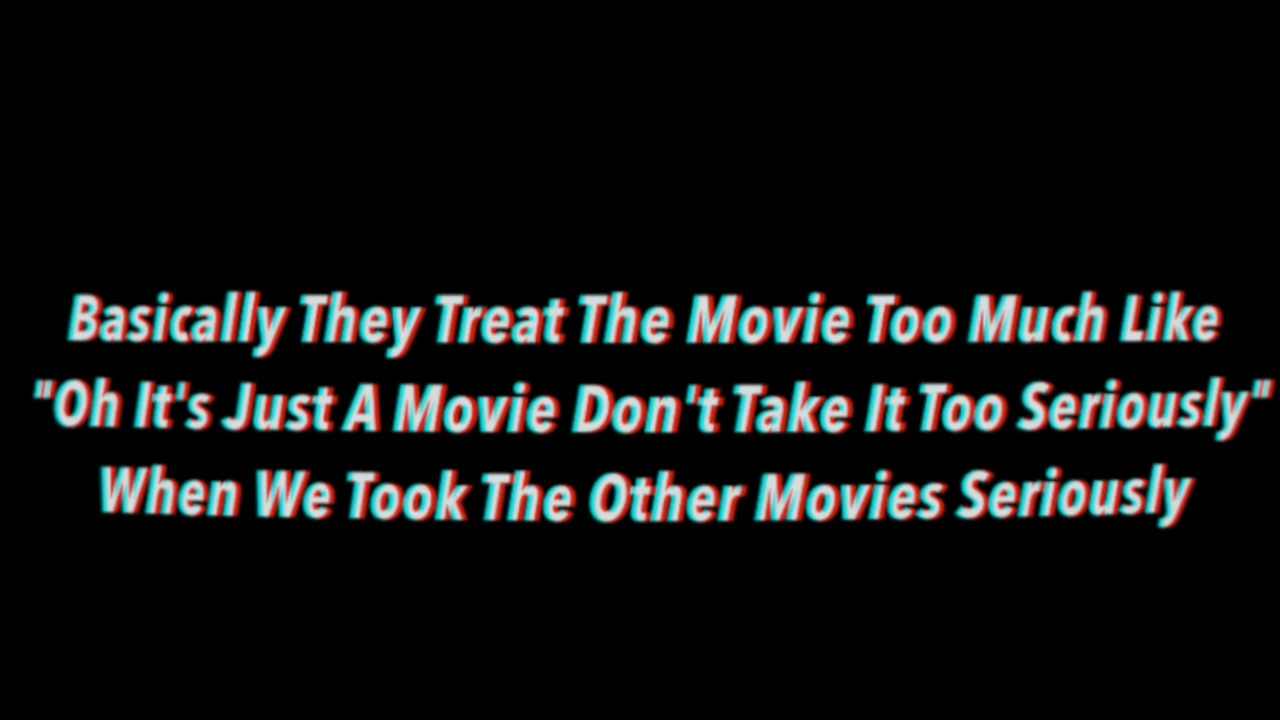 Basically They Treat The Movie Too Much Like
"Oh It's Just A Movie Don't Take It Too Seriously"
When We Took The Other Movies Seriously